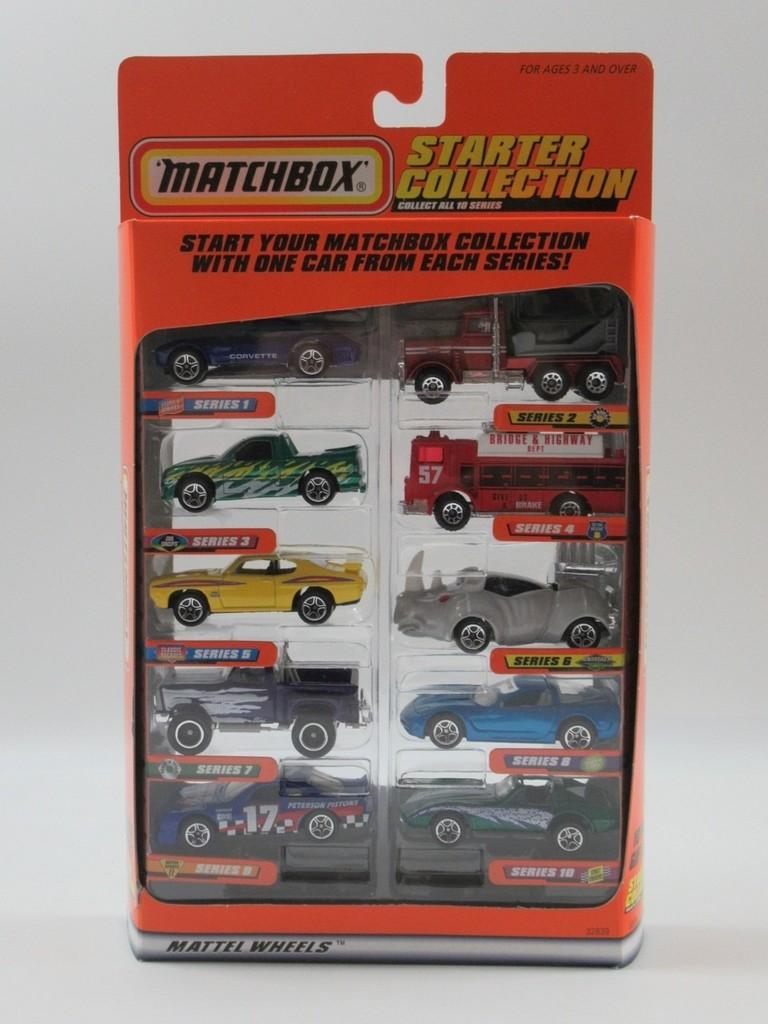 FOR AGES 3 AND OVER
MATCHBOX®
STARTER
COLLECTION
COLLECT ALL 10 SERIES
START YOUR MATCHBOX COLLECTION
WITH ONE CAR FROM EACH SERIES!
CORVETTE
SERIES 1
SERIES 2
BRIDGE & HIGHWAY
DEPT
57
BRAKE
SERIES 3
SERIES 4
SERIES 5
SERIES 6
SERIES 7
SERIES 8
17
PETERSON PISTONS
SERIES 9
SERIES 10
32839
MATTEL WHEELS™